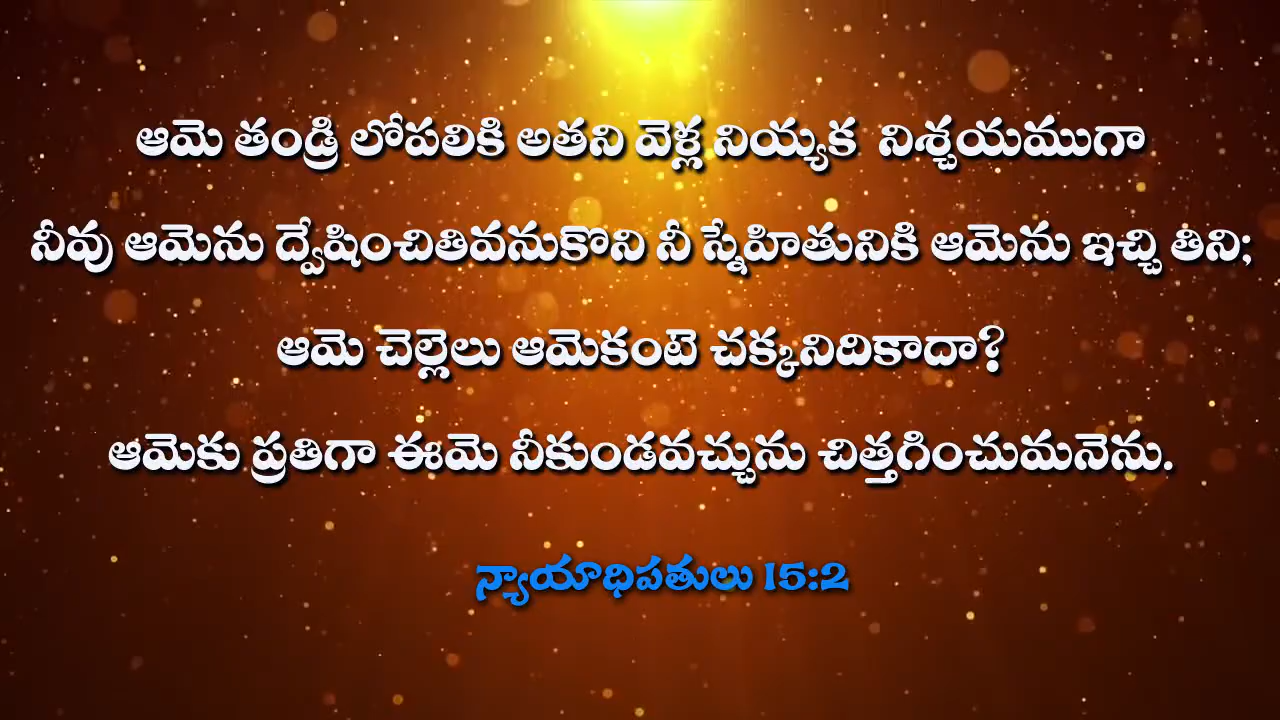 ఆమె తండ్రి లోపలికి అతని వెళ్ల నియ్యక నిశ్చయముగా
నీవు ఆమెను ద్వేషించితివనుకొని నీ స్నేహితునికి ఆమెను ఇచ్చి తిని;
ఆమె చెల్లెలు ఆమెకంటె చక్కనిదికాదా?
ఆమెకు ప్రతిగా ఈమె నీకుండవచ్చును చిత్తగించుమనెను.
న్యాయాధిపతులు 15:2